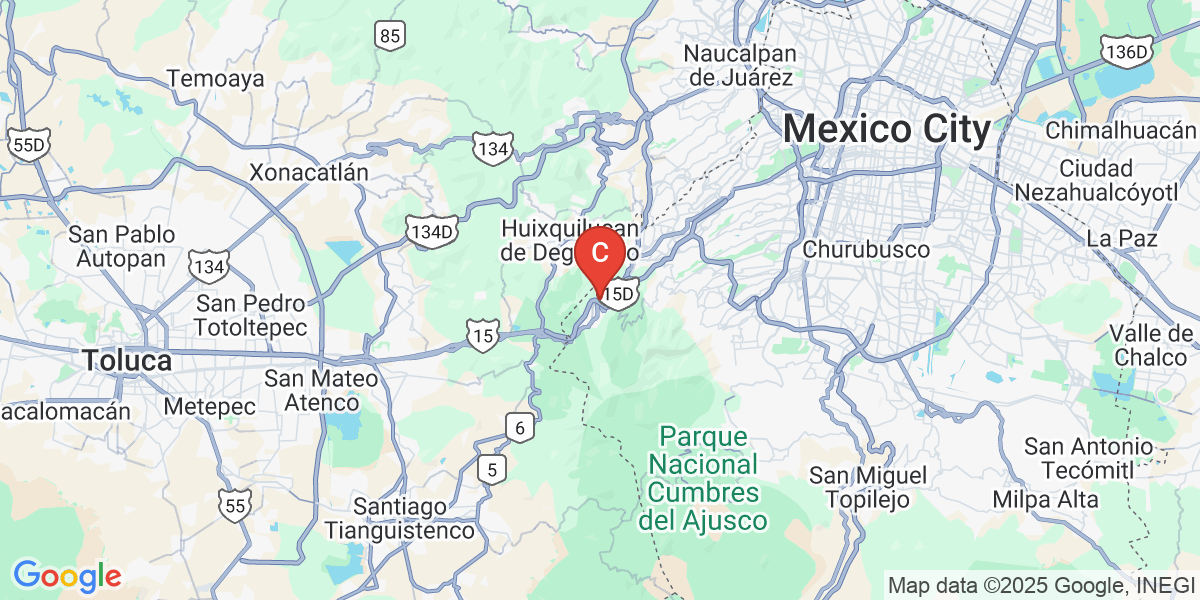 85
Naucalpan
de Juárez
136D
Temoaya
Mexico City
Chimalhuacán
55D
134
Xonacatlán
Ciudad
Nezahualcóyotl
134D
Huixquilucan
San Pablo
Autopan
C
Churubusco
La Paz
134
15D
San Pedro
Totoltepec
15
Valle de
Chalco
Toluca
San Mateo
Atenco
acalomacán
Metepec
6
Parque
Nacional
Cumbres
del Ajusco
San Antonio
Tecómitl
5
San Miguel
Topilejo
Milpa Alta
55
Santiago
Tianguistenco
Google
Map data ©2025 Google, INEGI